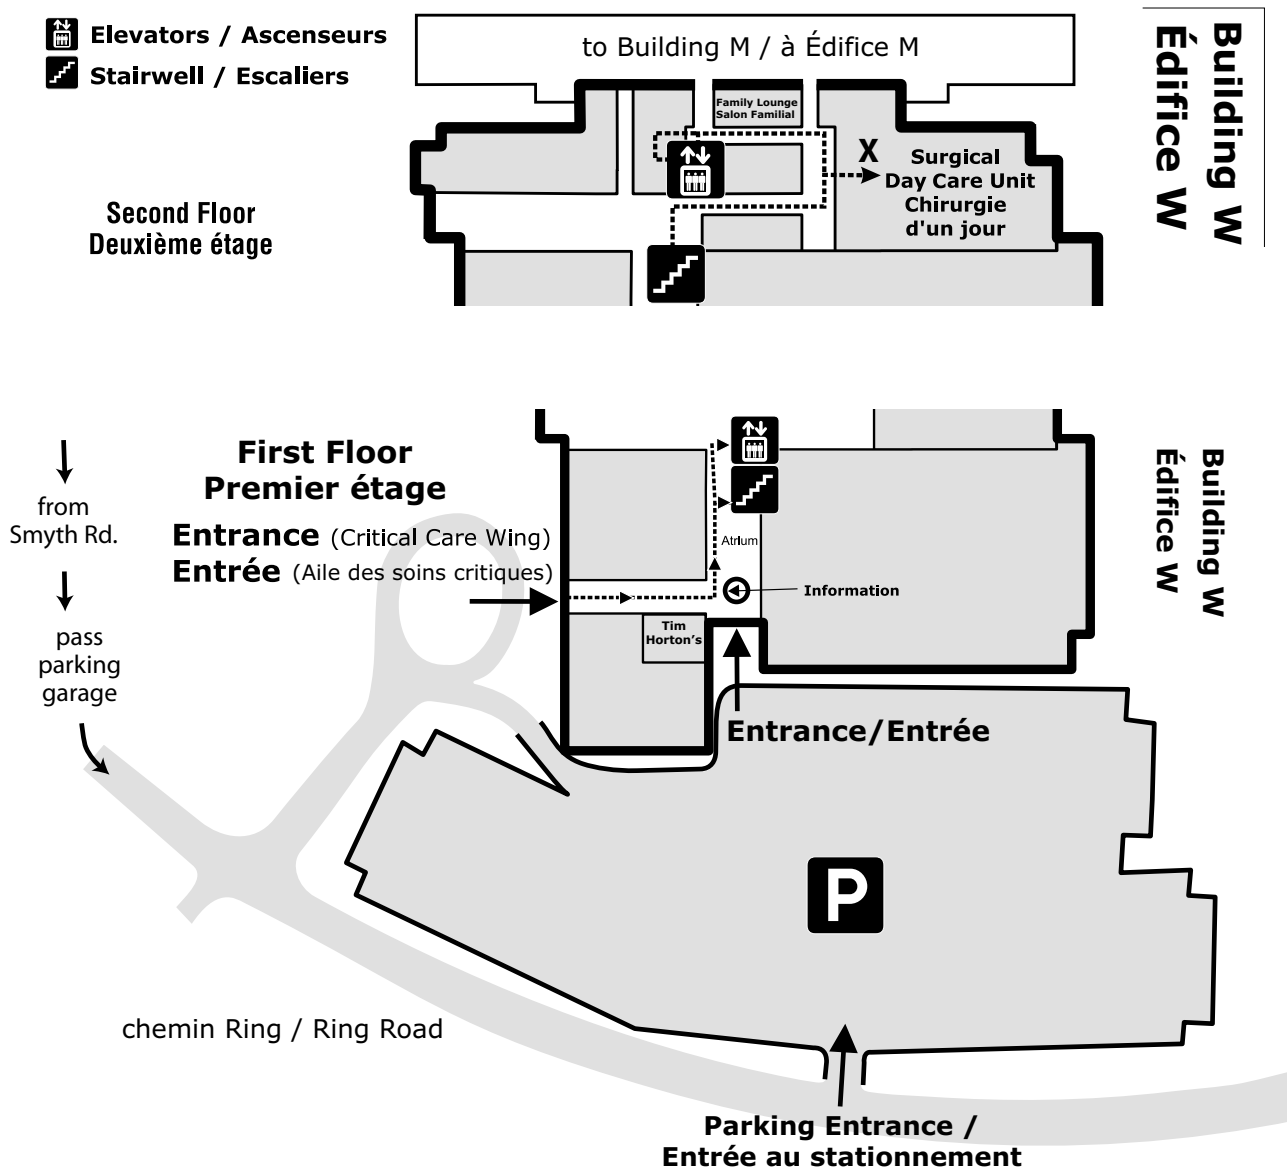 Elevators / Ascenseurs
Stairwell / Escaliers
to Building M / à Édifice M
Building W
Édifice W
Family Lounge
Salon Familial
X
Surgical
Day Care Unit
Chirurgie
d'un jour
Second Floor
Deuxième étage
First Floor
Premier étage
Entrance (Critical Care Wing)
Entrée (Aile des soins critiques)
from
Smyth Rd.
pass
parking
garage
Atrium
Information
Tim
Horton's
Building W
Édifice W
Entrance/Entrée
P
chemin Ring / Ring Road
Parking Entrance /
Entrée au stationnement